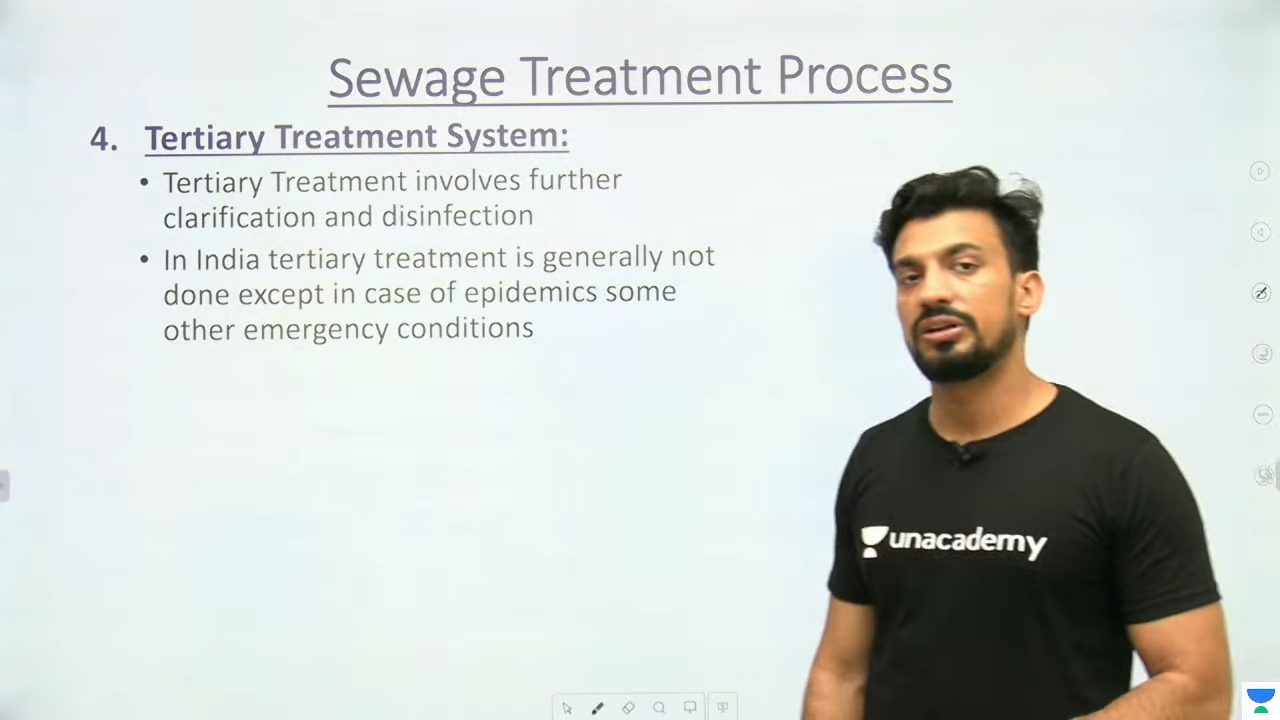 Sewage Treatment Process
4. Tertiary Treatment System:
• Tertiary Treatment involves further
clarification and disinfection
• In India tertiary treatment is generally not
done except in case of epidemics some
other emergency conditions
unacademy